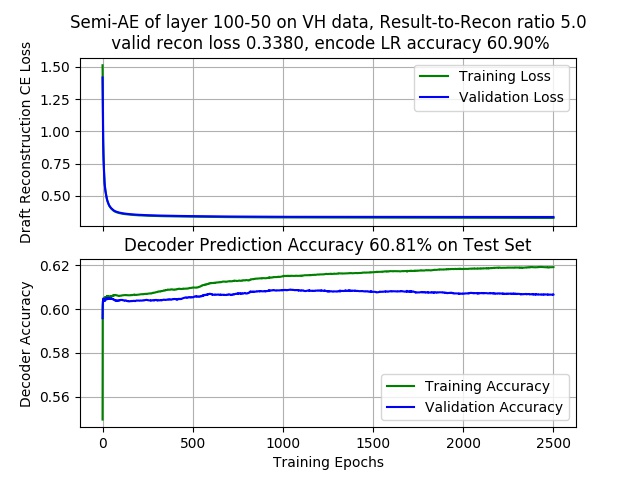 Semi-AE of layer 100-50 on VH data, Result-to-Recon ratio 5.0
valid recon loss 0.3380, encode LR accuracy 60.90%
Draft Reconstruction CE Loss
1.50
1.25
1.00
0.75
0.50
Training Loss
Validation Loss
Decoder Prediction Accuracy 60.81% on Test Set
Decoder Accuracy
0.62
0.60
0.58
0.56
Training Accuracy
Validation Accuracy
0 500 1000 1500 2000 2500
Training Epochs